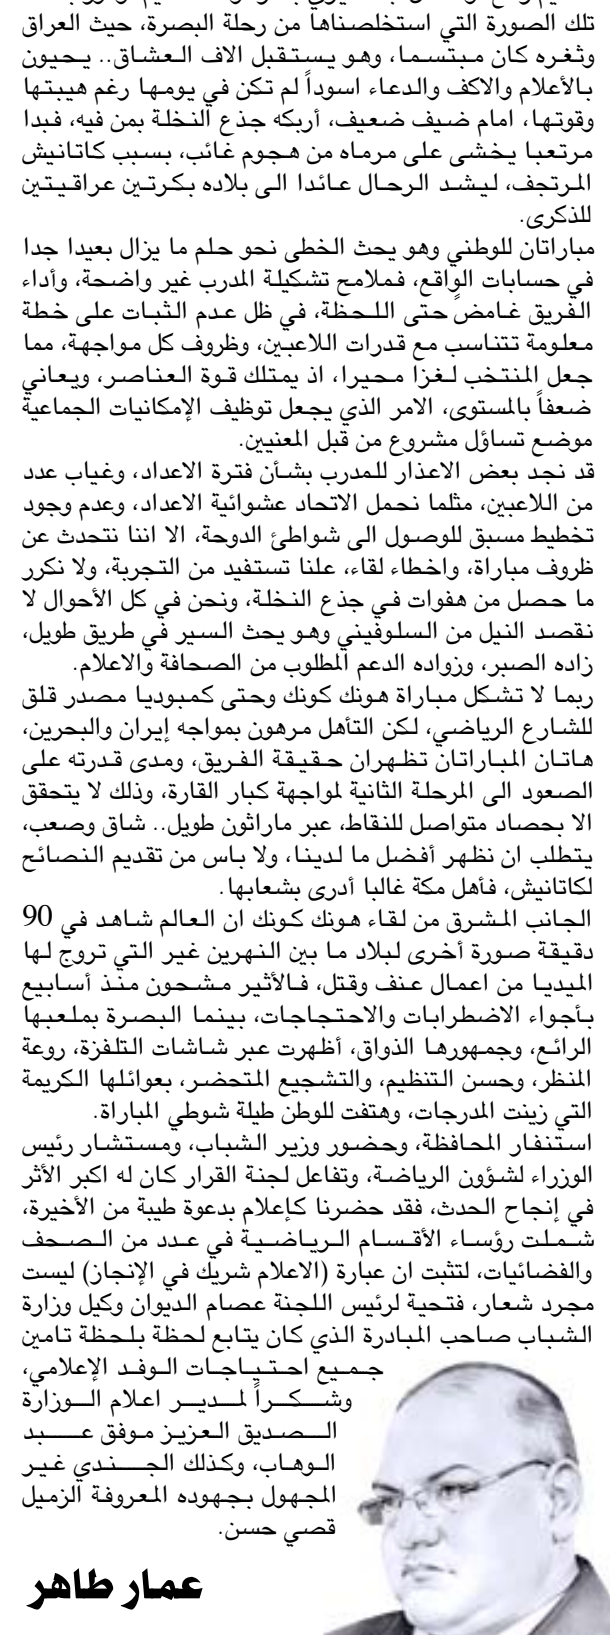 تلك الصورة التي استخلصناها من رحلة البصرة، حيث العراق
وثغره كان مبتسما، وهو يستقبل الاف العشاق.. يحيون
بالأعلام والاكف والدعاء اسوداً لم تكن في يومها رغم هيبتها
وقوتها، امام ضيف ضعيف، أربكه جذع النخلة بمن فيه، فبدا
مرتعبا يخشى على مرماه من هجوم غائب، بسبب كاتانيش
المرتجف، ليشد الرحال عائدا الى بلاده بكرتين عراقيتين
للذكرى.
مباراتان للوطني وهو يحث الخطى نحو حلم ما يزال بعيدا جدا
في حسابات الواقع، فملامح تشكيلة المدرب غير واضحة، وأداء
الفريق غامضٌ حتى اللحظة، في ظل عدم الثبات على خطة
معلومة تتناسب مع قدرات اللاعبين، وظروف كل مواجهة، مما
جعل المنتخب لغزا محيرا، اذ يمتلك قوة العناصر، ويعاني
ضعفاً بالمستوى، الامر الذي يجعل توظيف الإمكانيات الجماعية
موضع تساؤل مشروع من قبل المعنيين.
قد نجد بعض الاعذار للمدرب بشأن فترة الاعداد، وغياب عدد
من اللاعبين، مثلما نحمل الاتحاد عشوائية الاعداد، وعدم وجود
تخطيط مسبق للوصول الى شواطئ الدوحة، الا اننا نتحدث عن
ظروف مباراة، واخطاء لقاء، علنا نستفيد من التجربة، ولا نكرر
ما حصل من هفوات في جذع النخلة، ونحن في كل الأحوال لا
نقصد النيل من السلوفيني وهو يحث السير في طريق طويل،
زاده الصبر، وزواده الدعم المطلوب من الصحافة والاعلام.
ربما لا تشكل مباراة هونك كونك وحتى كمبوديا مصدر قلق
للشارع الرياضي، لكن التأهل مرهون بمواجه إيران والبحرين،
هاتان المباراتان تظهران حقيقة الفريق، ومدى قدرته على
الصعود الى المرحلة الثانية لمواجهة كبار القارة، وذلك لا يتحقق
الا بحصاد متواصل للنقاط، عبر ماراثون طويل.. شاق وصعب،
يتطلب ان نظهر أفضل ما لدينا، ولا باس من تقديم النصائح
لكاتانيش، فأهل مكة غالبا أدرى بشعابها.
الجانب المشرق من لقاء هونك كونك ان العالم شاهد في 90
دقيقة صورة أخرى لبلاد ما بين النهرين غير التي تروج لها
الميديا من اعمال عنف وقتل، فالأثير مشحون منذ أسابيع
بأجواء الاضطرابات والاحتجاجات، بينما البصرة بملعبها
الرائع، وجمهورها الذواق، أظهرت عبر شاشات التلفزة، روعة
المنظر، وحسن التنظيم، والتشجيع المتحضر، بعوائلها الكريمة
التي زينت المدرجات، وهتفت للوطن طيلة شوطي المباراة.
استنفار المحافظة، وحضور وزير الشباب، ومستشار رئيس
الوزراء لشؤون الرياضة، وتفاعل لجنة القرار كان له اكبر الأثر
في إنجاح الحدث، فقد حضرنا كإعلام بدعوة طيبة من الأخيرة،
شملت رؤساء الأقسام الرياضية في عدد من الصحف
والفضائيات، لتثبت ان عبارة (الاعلام شريك في الإنجاز) ليست
مجرد شعار، فتحية لرئيس اللجنة عصام الديوان وكيل وزارة
الشباب صاحب المبادرة الذي كان يتابع لحظة بلحظة تامين
جميع احتياجات الوفد الإعلامي،
وشكراً لمدير اعلام الوزارة
الصديق العزيز موفق عبد
الوهاب، وكذلك الجندي غير
المجهول بجهوده المعروفة الزميل
قصي حسن.
عمار طاهر